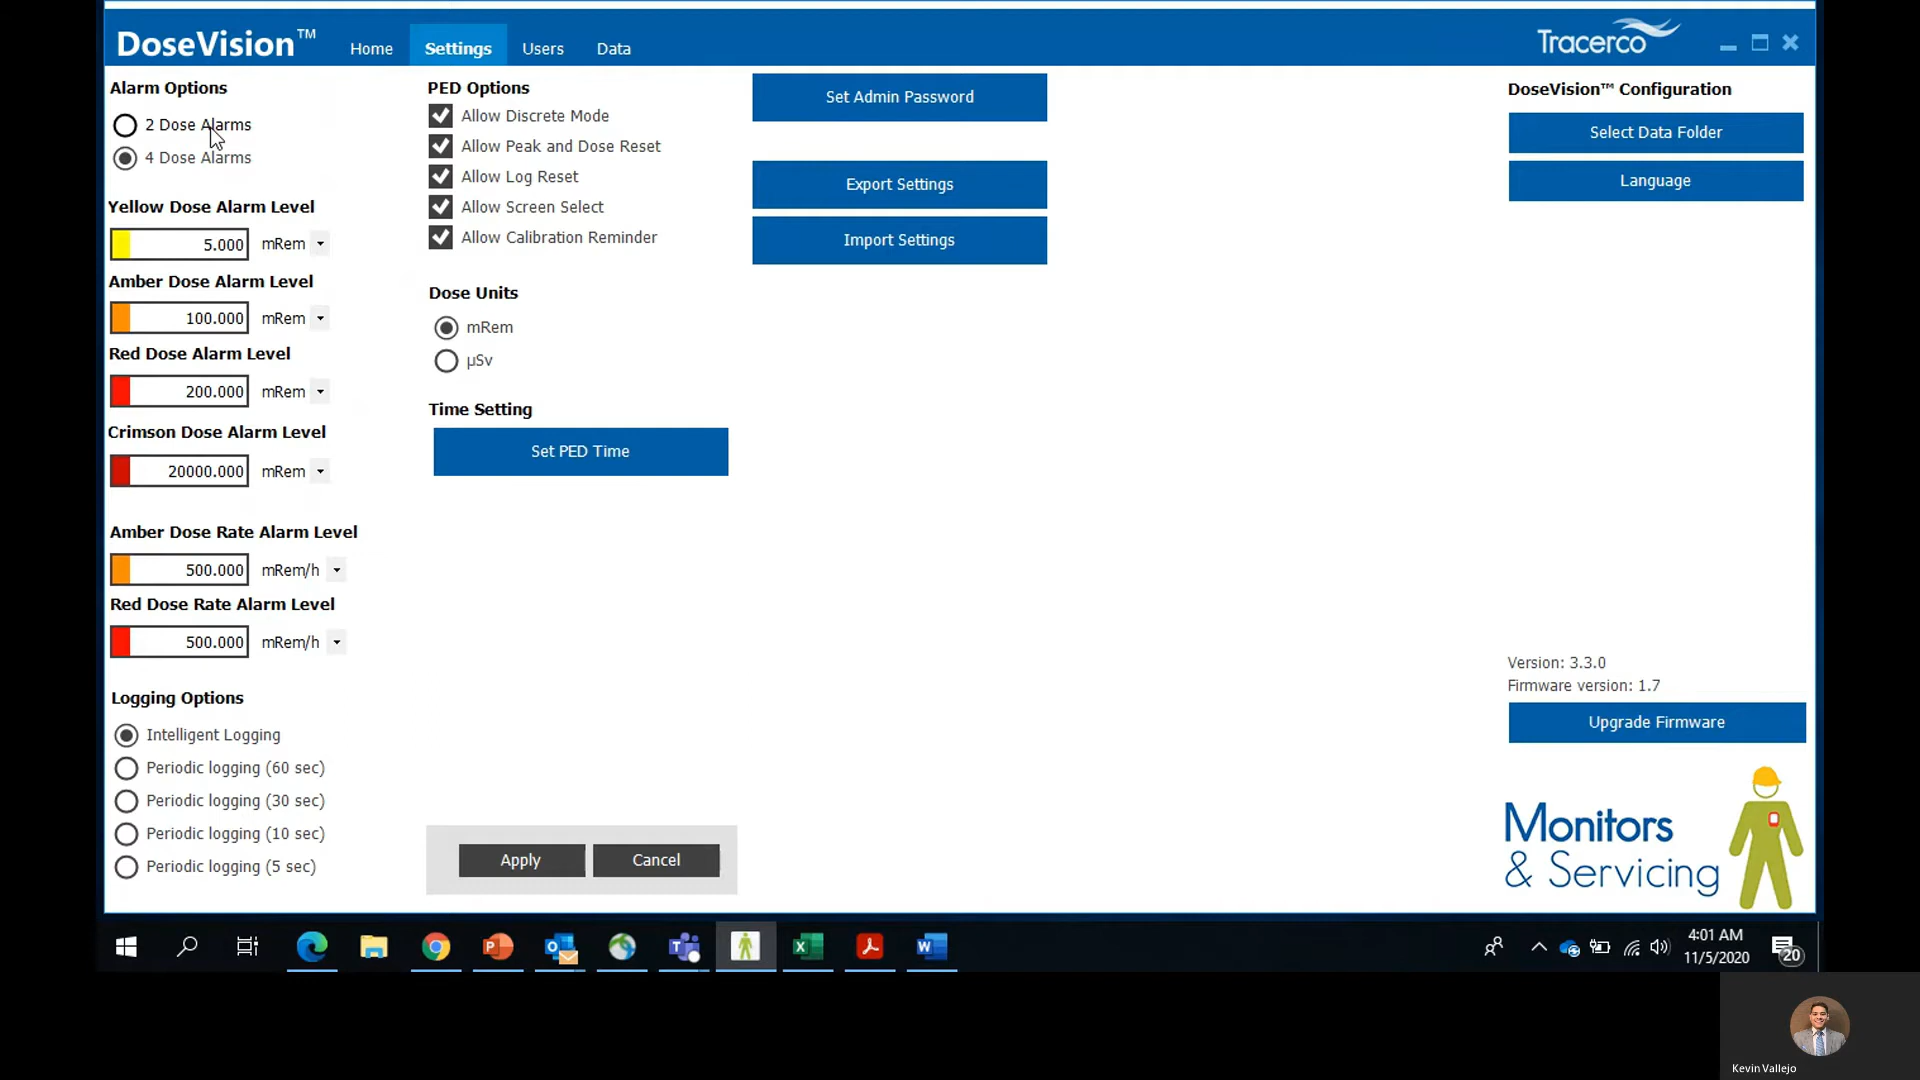 DoseVision™
Home
Settings
Users
Data
Tracerco
Alarm Options
2 Dose Alarms
4 Dose Alarms
Yellow Dose Alarm Level
5.000 mRem
Amber Dose Alarm Level
100.000 mRem
Red Dose Alarm Level
200.000 mRem
Crimson Dose Alarm Level
20000.000 mRem
Amber Dose Rate Alarm Level
500.000 mRem/h
Red Dose Rate Alarm Level
500.000 mRem/h
Logging Options
Intelligent Logging
Periodic logging (60 sec)
Periodic logging (30 sec)
Periodic logging (10 sec)
Periodic logging (5 sec)
PED Options
Allow Discrete Mode
Allow Peak and Dose Reset
Allow Log Reset
Allow Screen Select
Allow Calibration Reminder
Dose Units
mRem
µSv
Time Setting
Set PED Time
Apply
Cancel
Set Admin Password
Export Settings
Import Settings
DoseVision™ Configuration
Select Data Folder
Language
Version: 3.3.0
Firmware version: 1.7
Upgrade Firmware
Monitors
& Servicing
4:01 AM
11/5/2020
20
Kevin Vallejo